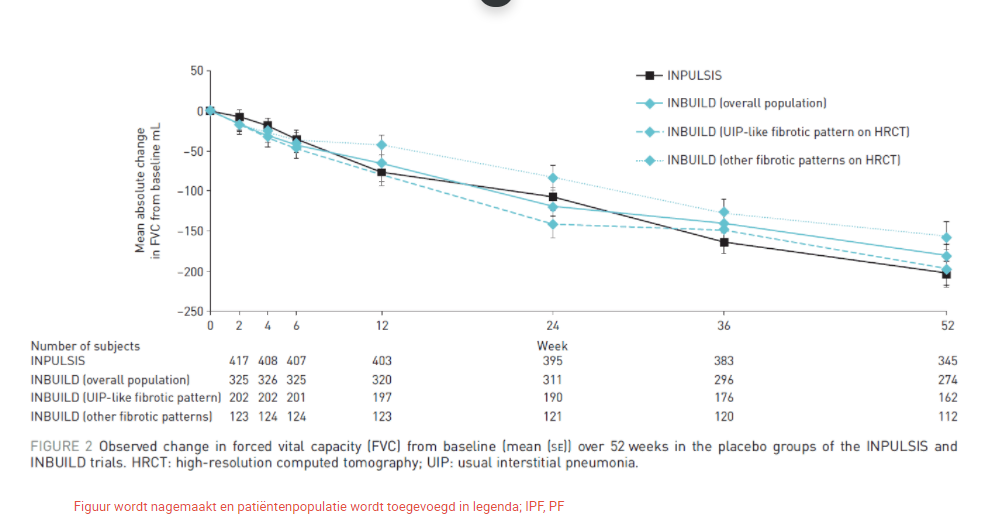 50
0
−50
−100
−150
−200
−250
Mean absolute change
in FVC from baseline mL
INPULSIS
INBUILD (overall population)
INBUILD (UIP-like fibrotic pattern on HRCT)
INBUILD (other fibrotic patterns on HRCT)
0 2 4 6 12 24 36 52
Week
Number of subjects
INPULSIS 417 408 407 403 395 383 345
INBUILD (overall population) 325 326 325 320 311 296 274
INBUILD (UIP-like fibrotic pattern) 202 202 201 197 190 176 162
INBUILD (other fibrotic patterns) 123 124 124 123 121 120 112
FIGURE 2 Observed change in forced vital capacity (FVC) from baseline (mean (SE)) over 52 weeks in the placebo groups of the INPULSIS and
INBUILD trials. HRCT: high-resolution computed tomography; UIP: usual interstitial pneumonia.
Figuur wordt nagemaakt en patiëntenpopulatie wordt toegevoegd in legenda; IPF, PF